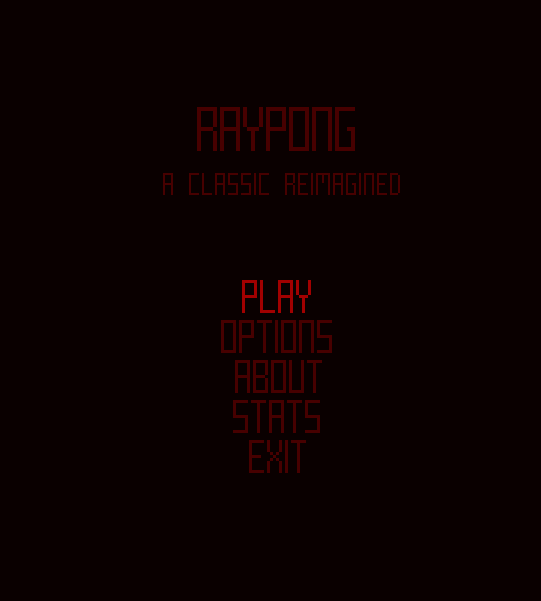 RAYPONG
A CLASSIC REIMAGINED
PLAY
OPTIONS
ABOUT
STATS
EXIT